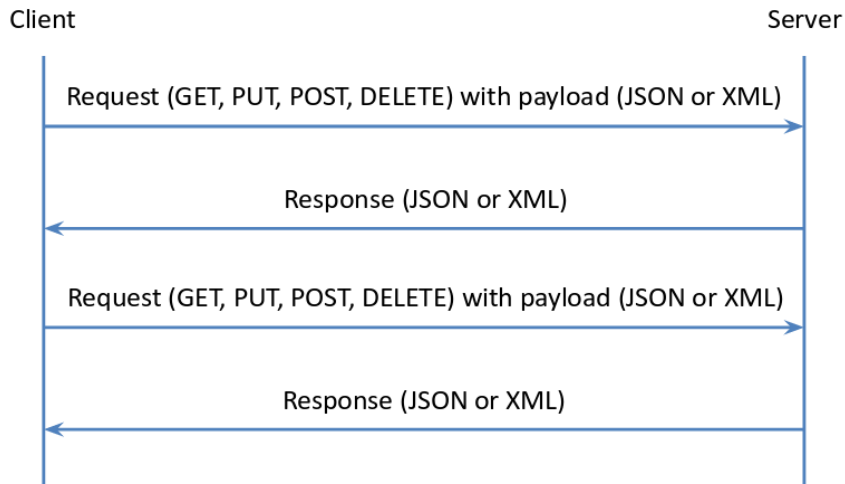 Client
Server
Request (GET, PUT, POST, DELETE) with payload (JSON or XML)
Response (JSON or XML)
Request (GET, PUT, POST, DELETE) with payload (JSON or XML)
Response (JSON or XML)